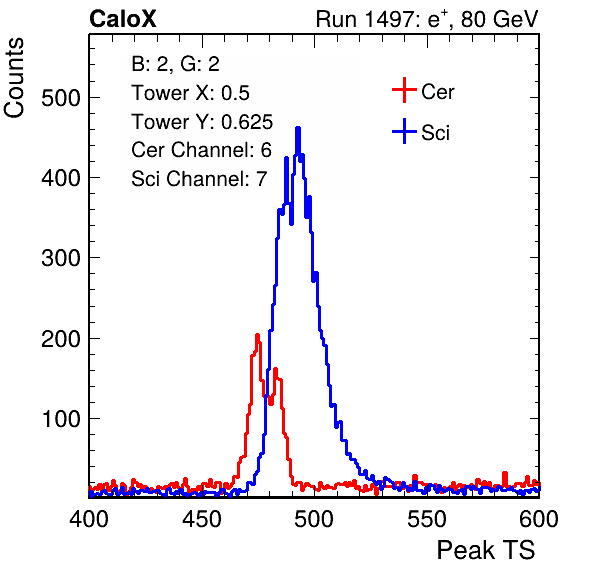 CaloX Run 1497: e⁺, 80 GeV
Counts
B: 2, G: 2
Tower X: 0.5
Tower Y: 0.625
Cer Channel: 6
Sci Channel: 7
Cer
Sci
500
400
300
200
100
400 450 500 550 600
Peak TS